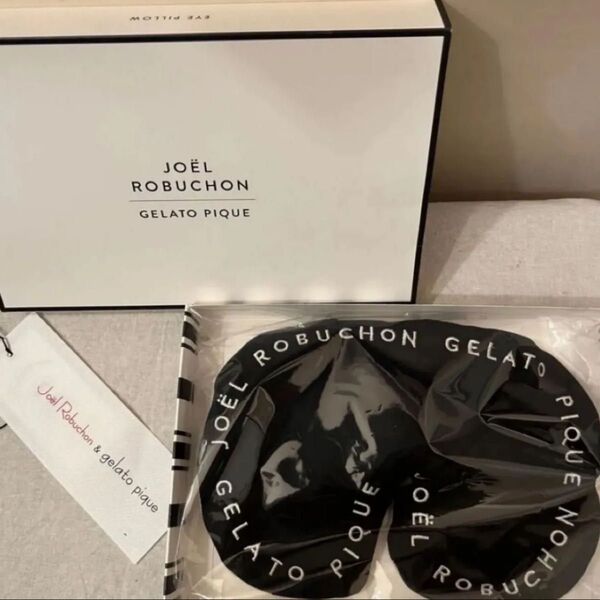 EYE PILLOW
JOËL
ROBUCHON
GELATO PIQUE
Joël Robuchon & gelato pique
JOËL ROBUCHON GELATO PIQUE
JOËL ROBUCHON GELATO PIQUE